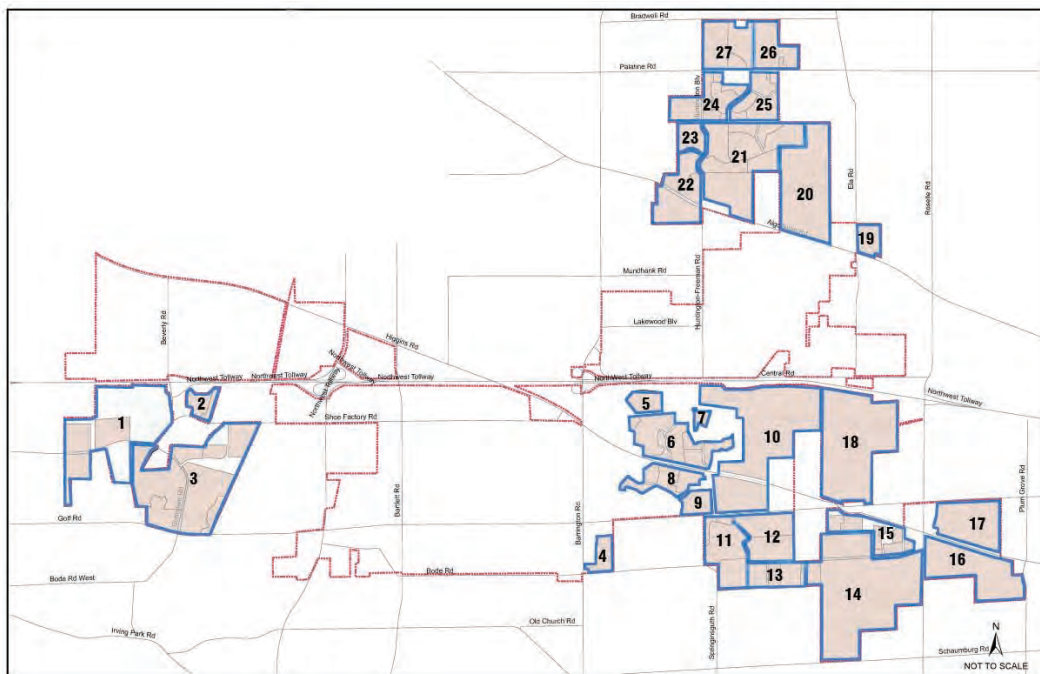 Bradwell Rd
27
26
Palatine Rd
24
25
23
21
22
20
Ela Rd
Roselle Rd
19
Mundhank Rd
Huntington-Freeman Rd
Lakewood Blv
Beverly Rd
Higgins Rd
Northwest Tollway
Northwest Tollway
Northwest Tollway
Northwest Tollway
Northwest Tollway
NorthWest Tollway
Central Rd
Northwest Tollway
Shoe Factory Rd
1
2
3
5
7
6
10
18
8
9
Golf Rd
Bartlett Rd
Barrington Rd
Plum Grove Rd
11
12
15
17
4
13
16
14
Bode Rd West
Bode Rd
Irving Park Rd
Old Church Rd
Springinsguth Rd
Schaumburg Rd
N
NOT TO SCALE